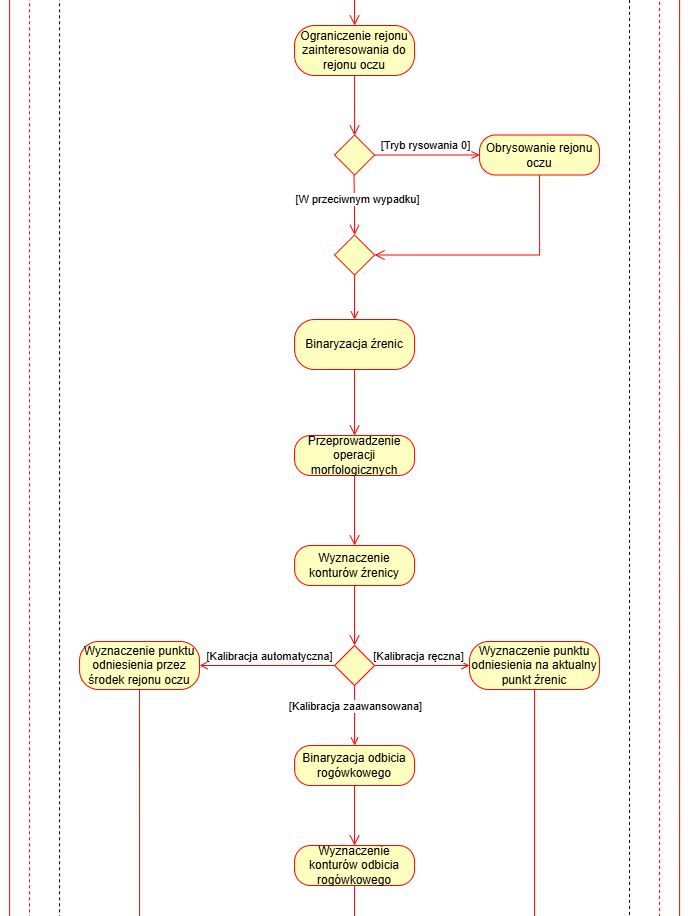 Ograniczenie rejonu
zainteresowania do
rejonu oczu
[Tryb rysowania 0]
Obrysowanie rejonu
oczu
[W przeciwnym wypadku]
Binaryzacja źrenic
Przeprowadzenie
operacji
morfologicznych
Wyznaczenie
konturów źrenicy
Wyznaczenie punktu
odniesienia przez
środek rejonu oczu
[Kalibracja automatyczna]
[Kalibracja ręczna]
Wyznaczenie punktu
odniesienia na aktualny
punkt źrenic
[Kalibracja zaawansowana]
Binaryzacja odbicia
rogówkowego
Wyznaczenie
konturów odbicia
rogówkowego